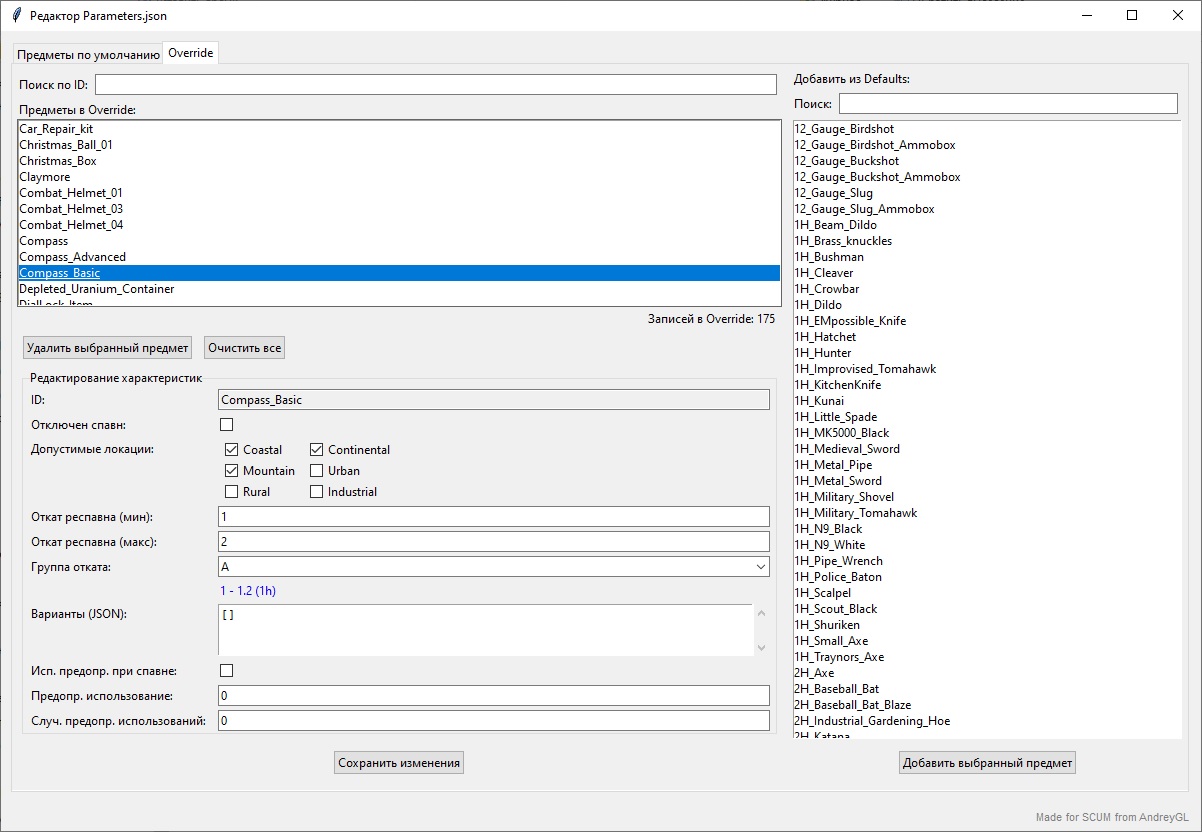 Редактор Parameters.json
Предметы по умолчанию
Override
Поиск по ID:
Предметы в Override:
Car_Repair_kit
Christmas_Ball_01
Christmas_Box
Claymore
Combat_Helmet_01
Combat_Helmet_03
Combat_Helmet_04
Compass
Compass_Advanced
Compass_Basic
Depleted_Uranium_Container
DialLock_Item
Записей в Override: 175
Удалить выбранный предмет
Очистить все
Редактирование характеристик
ID:
Compass_Basic
Отключен спавн:
Допустимые локации:
Coastal
Continental
Mountain
Urban
Rural
Industrial
Откат респавна (мин):
1
Откат респавна (макс):
2
Группа отката:
A
1 - 1.2 (1h)
Варианты (JSON):
[]
Исп. предопр. при спавне:
Предопр. использование:
0
Случ. предопр. использований:
0
Сохранить изменения
Добавить из Defaults:
Поиск:
12_Gauge_Birdshot
12_Gauge_Birdshot_Ammobox
12_Gauge_Buckshot
12_Gauge_Buckshot_Ammobox
12_Gauge_Slug
12_Gauge_Slug_Ammobox
1H_Beam_Dildo
1H_Brass_knuckles
1H_Bushman
1H_Cleaver
1H_Crowbar
1H_Dildo
1H_EMpossible_Knife
1H_Hatchet
1H_Hunter
1H_Improvised_Tomahawk
1H_KitchenKnife
1H_Kunai
1H_Little_Spade
1H_MK5000_Black
1H_Medieval_Sword
1H_Metal_Pipe
1H_Metal_Sword
1H_Military_Shovel
1H_Military_Tomahawk
1H_N9_Black
1H_N9_White
1H_Pipe_Wrench
1H_Police_Baton
1H_Scalpel
1H_Scout_Black
1H_Shuriken
1H_Small_Axe
1H_Traynors_Axe
2H_Axe
2H_Baseball_Bat
2H_Baseball_Bat_Blaze
2H_Industrial_Gardening_Hoe
2H_Katana
Добавить выбранный предмет
Made for SCUM from AndreyGL